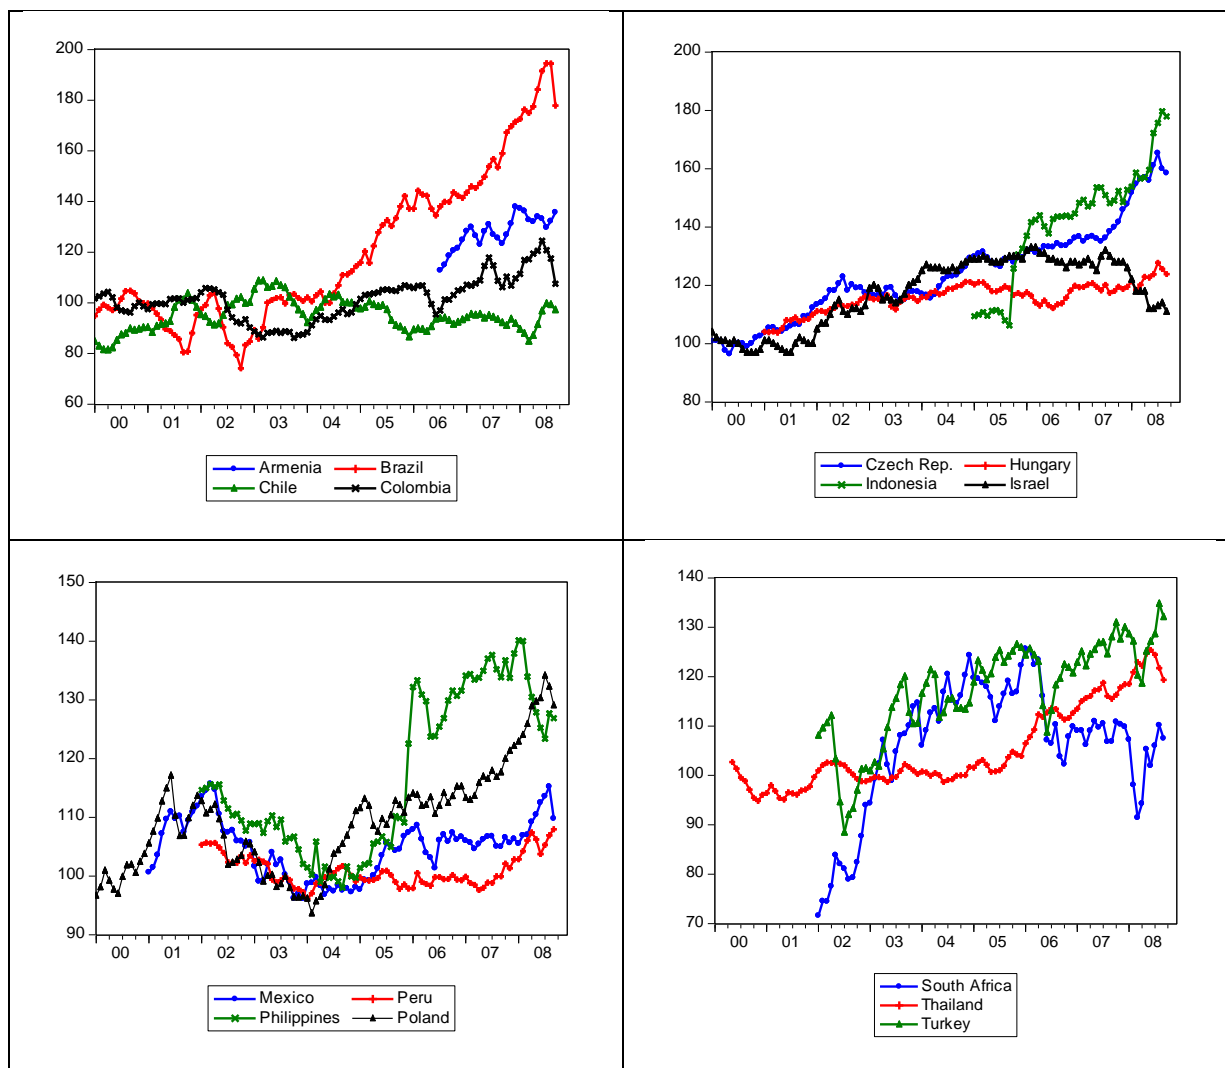 200
180
160
140
120
100
80
60
00 01 02 03 04 05 06 07 08
Armenia Brazil
Chile Colombia
200
180
160
140
120
100
80
00 01 02 03 04 05 06 07 08
Czech Rep. Hungary
Indonesia Israel
150
140
130
120
110
100
90
00 01 02 03 04 05 06 07 08
Mexico Peru
Philippines Poland
140
130
120
110
100
90
80
70
00 01 02 03 04 05 06 07 08
South Africa
Thailand
Turkey